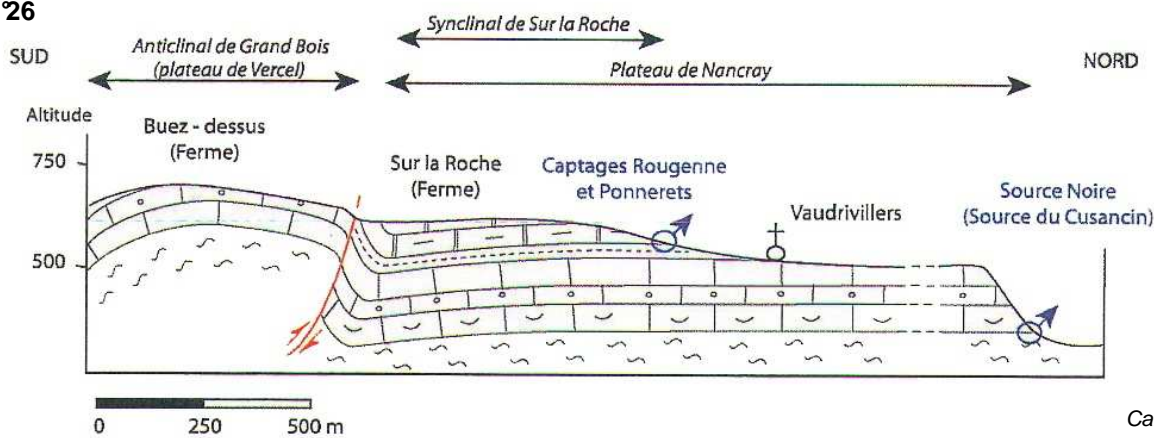 °26
Synclinal de Sur la Roche
SUD
Anticlinal de Grand Bois
(plateau de Vercel)
Plateau de Nancray
NORD
Altitude
Buez - dessus
(Ferme)
750
Sur la Roche
(Ferme)
Captages Rougenne
et Ponnerets
Vaudrivillers
Source Noire
(Source du Cusancin)
500
0
250
500 m
Ca